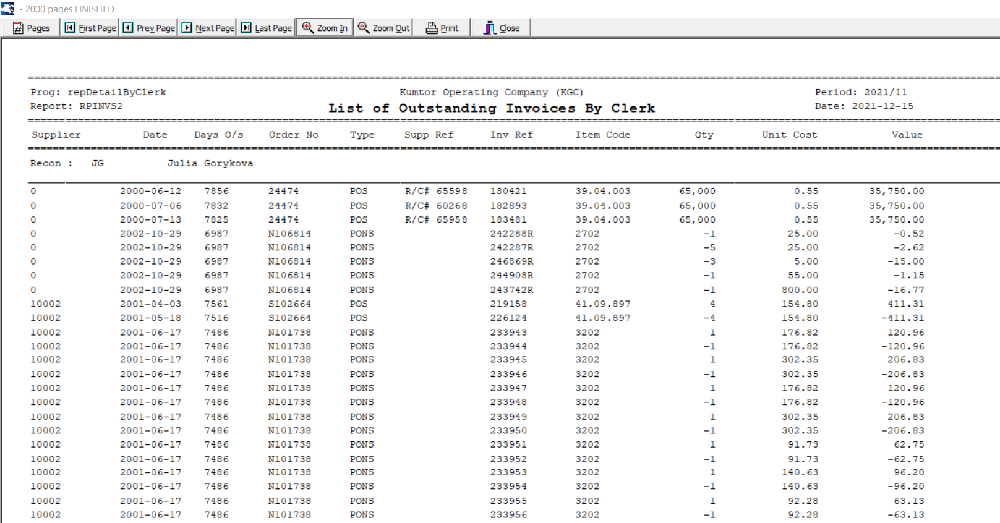 - 2000 pages FINISHED
Pages First Page Prev Page Next Page Last Page Zoom In Zoom Out Print Close
Prog: repDetailByClerk Kumtor Operating Company (KGC) Period: 2021/11
Report: RPINVS2 List of Outstanding Invoices By Clerk Date: 2021-12-15
Supplier Date Days O/s Order No Type Supp Ref Inv Ref Item Code Qty Unit Cost Value
Recon : JG Julia Gorykova
0 2000-06-12 7856 24474 POS R/C# 65598 180421 39.04.003 65,000 0.55 35,750.00
0 2000-07-06 7832 24474 POS R/C# 60268 182893 39.04.003 65,000 0.55 35,750.00
0 2000-07-13 7825 24474 POS R/C# 65958 183481 39.04.003 65,000 0.55 35,750.00
0 2002-10-29 6987 N106814 PONS 242288R 2702 -1 25.00 -0.52
0 2002-10-29 6987 N106814 PONS 242287R 2702 -5 25.00 -2.62
0 2002-10-29 6987 N106814 PONS 246869R 2702 -3 5.00 -15.00
0 2002-10-29 6987 N106814 PONS 244908R 2702 -1 55.00 -1.15
0 2002-10-29 6987 N106814 PONS 243742R 2702 -1 800.00 -16.77
10002 2001-04-03 7561 S102664 POS 219158 41.09.897 4 154.80 411.31
10002 2001-05-18 7516 S102664 POS 226124 41.09.897 -4 154.80 -411.31
10002 2001-06-17 7486 N101738 PONS 233943 3202 1 176.82 120.96
10002 2001-06-17 7486 N101738 PONS 233944 3202 -1 176.82 -120.96
10002 2001-06-17 7486 N101738 PONS 233945 3202 1 302.35 206.83
10002 2001-06-17 7486 N101738 PONS 233946 3202 -1 302.35 -206.83
10002 2001-06-17 7486 N101738 PONS 233947 3202 1 176.82 120.96
10002 2001-06-17 7486 N101738 PONS 233948 3202 -1 176.82 -120.96
10002 2001-06-17 7486 N101738 PONS 233949 3202 1 302.35 206.83
10002 2001-06-17 7486 N101738 PONS 233950 3202 -1 302.35 -206.83
10002 2001-06-17 7486 N101738 PONS 233951 3202 1 91.73 62.75
10002 2001-06-17 7486 N101738 PONS 233952 3202 -1 91.73 -62.75
10002 2001-06-17 7486 N101738 PONS 233953 3202 1 140.63 96.20
10002 2001-06-17 7486 N101738 PONS 233954 3202 -1 140.63 -96.20
10002 2001-06-17 7486 N101738 PONS 233955 3202 1 92.28 63.13
10002 2001-06-17 7486 N101738 PONS 233956 3202 -1 92.28 -63.13